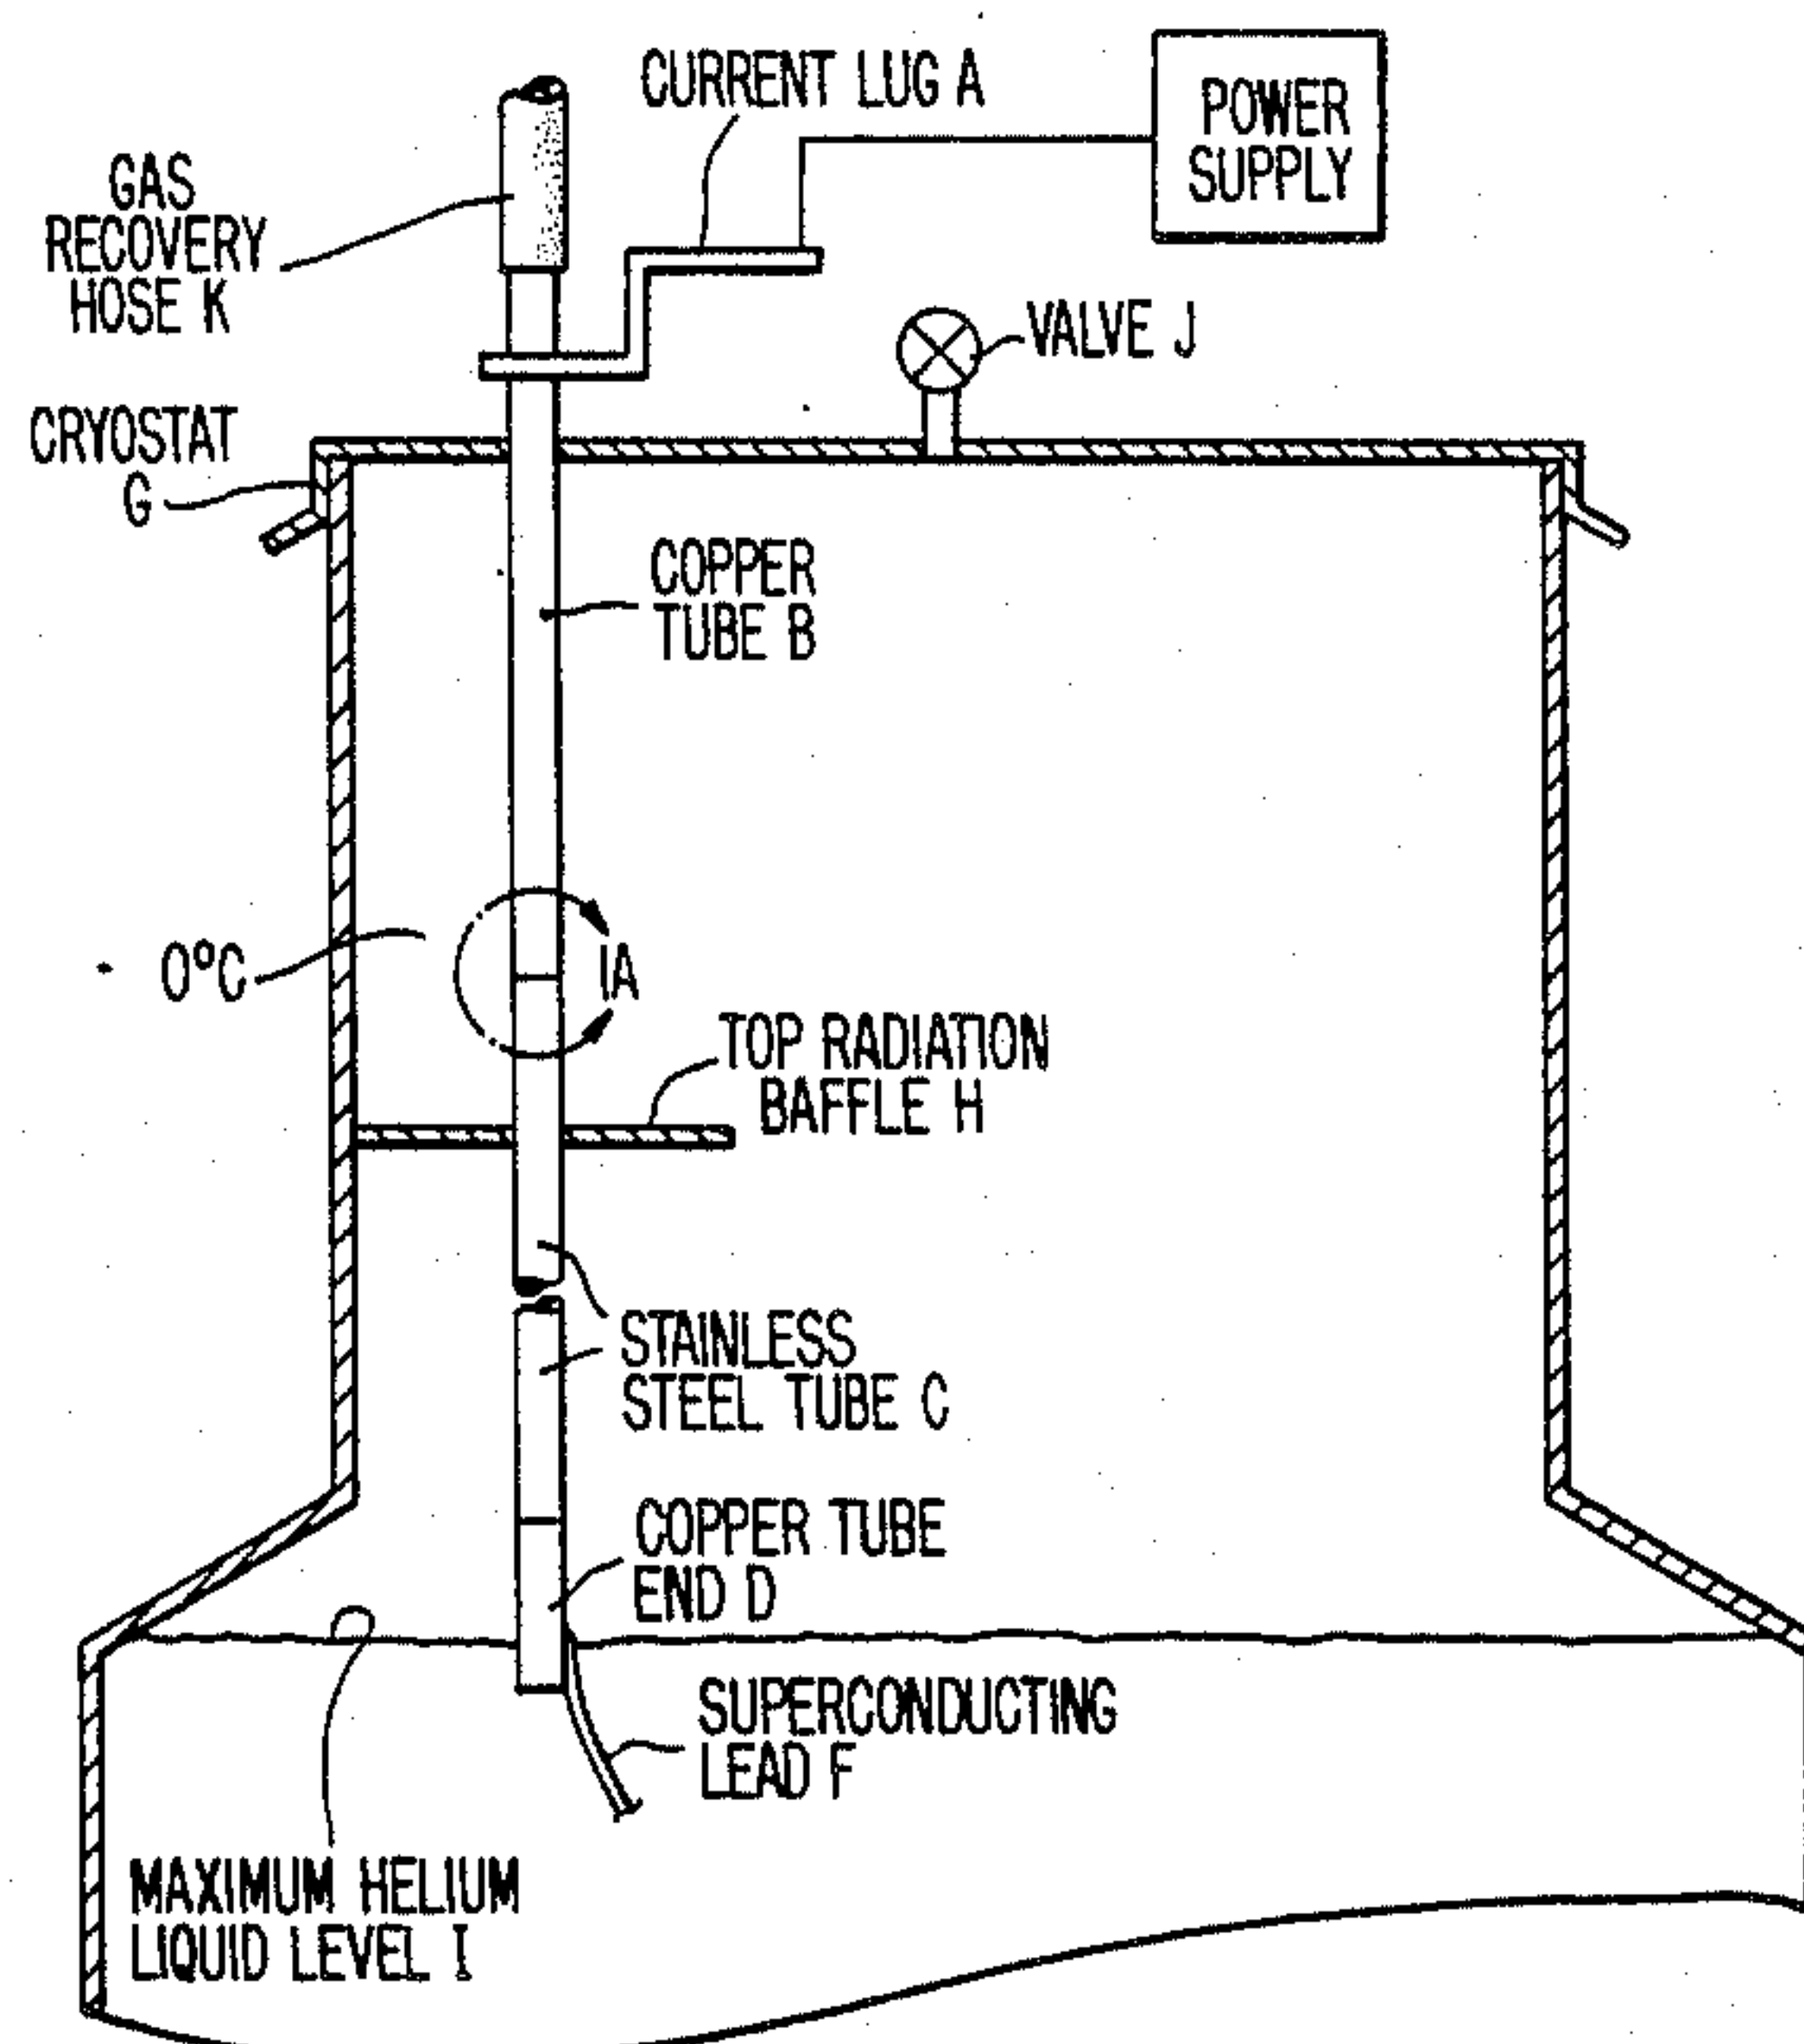 CURRENT LUG A
POWER
SUPPLY
GAS
RECOVERY
HOSE K
VALVE J
CRYOSTAT
G
COPPER
TUBE B
0°C
1A
TOP RADIATION
BAFFLE H
STAINLESS
STEEL TUBE C
COPPER TUBE
END D
SUPERCONDUCTING
LEAD F
MAXIMUM HELIUM
LIQUID LEVEL I